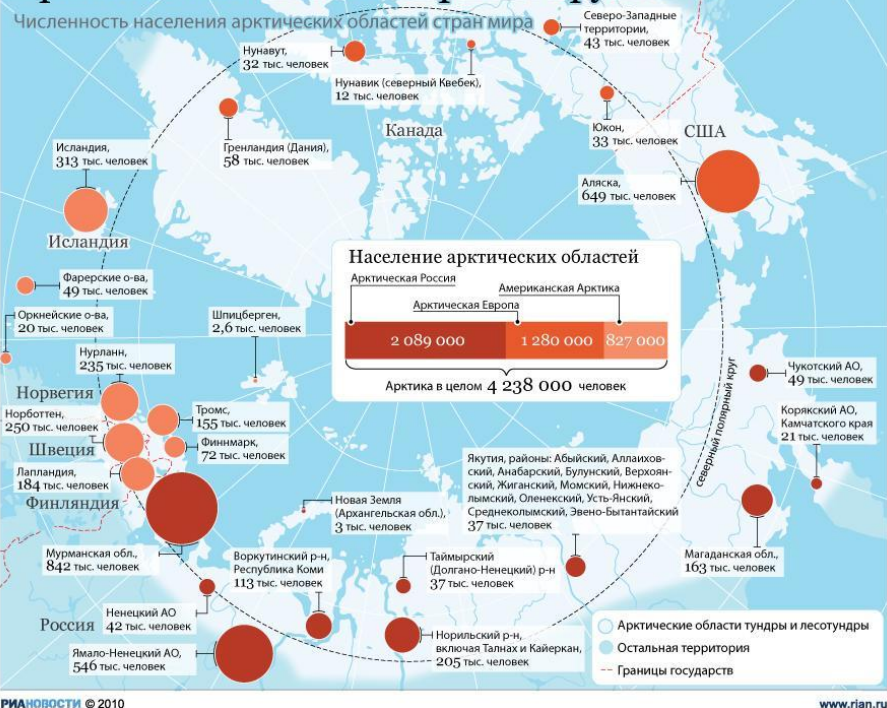 Численность населения арктических областей стран мира
Северо-Западные
территории,
43 тыс. человек
Нунавут,
32 тыс. человек
Нунавик (северный Квебек),
12 тыс. человек
Канада
Юкон,
33 тыс. человек
США
Гренландия (Дания),
58 тыс. человек
Исландия,
313 тыс. человек
Аляска,
649 тыс. человек
Исландия
Население арктических областей
Арктическая Россия
Американская Арктика
Арктическая Европа
2 089 000
1 280 000
827 000
Арктика в целом 4 238 000 человек
Фарерские о-ва,
49 тыс. человек
Оркнейские о-ва,
20 тыс. человек
Шпицберген,
2,6 тыс. человек
Нурланн,
235 тыс. человек
Норвегия
Норботтен,
250 тыс. человек
Тромс,
155 тыс. человек
Швеция
Финнмарк,
72 тыс. человек
Лапландия,
184 тыс. человек
Финляндия
северный полярный круг
Чукотский АО,
49 тыс. человек
Корякский АО,
Камчатского края
21 тыс. человек
Якутия, районы: Абыйский, Аллаихов-
ский, Анабарский, Булунский, Верхоян-
ский, Жиганский, Момский, Нижнеко-
лымский, Оленекский, Усть-Янский,
Среднеколымский, Эвено-Бытантайский
37 тыс. человек
Новая Земля
(Архангельская обл.),
3 тыс. человек
Мурманская обл.,
842 тыс. человек
Воркутинский р-н,
Республика Коми
113 тыс. человек
Таймырский
(Долгано-Ненецкий) р-н
37 тыс. человек
Магаданская обл.,
163 тыс. человек
Ненецкий АО
42 тыс. человек
Россия
Ямало-Ненецкий АО,
546 тыс. человек
Норильский р-н,
включая Талнах и Кайеркан,
205 тыс. человек
Арктические области тундры и лесотундры
Остальная территория
Границы государств
РИАНОВОСТИ © 2010
www.rian.ru